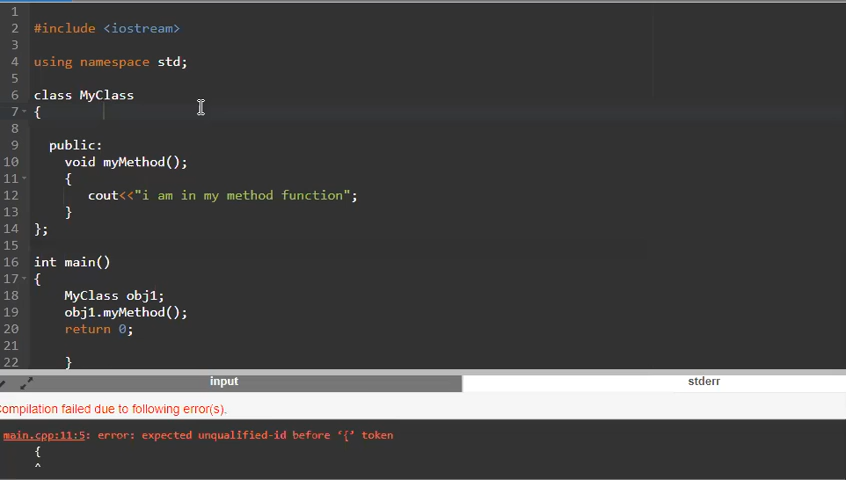 1
2 #include <iostream>
3
4 using namespace std;
5
6 class MyClass
7 {
8
9 public:
10 void myMethod();
11 {
12 cout<<"i am in my method function";
13 }
14 };
15
16 int main()
17 {
18 MyClass obj1;
19 obj1.myMethod();
20 return 0;
21
22 }
input stderr
ompilation failed due to following error(s).
main.cpp:11:5: error: expected unqualified-id before ‘{’ token
{
^